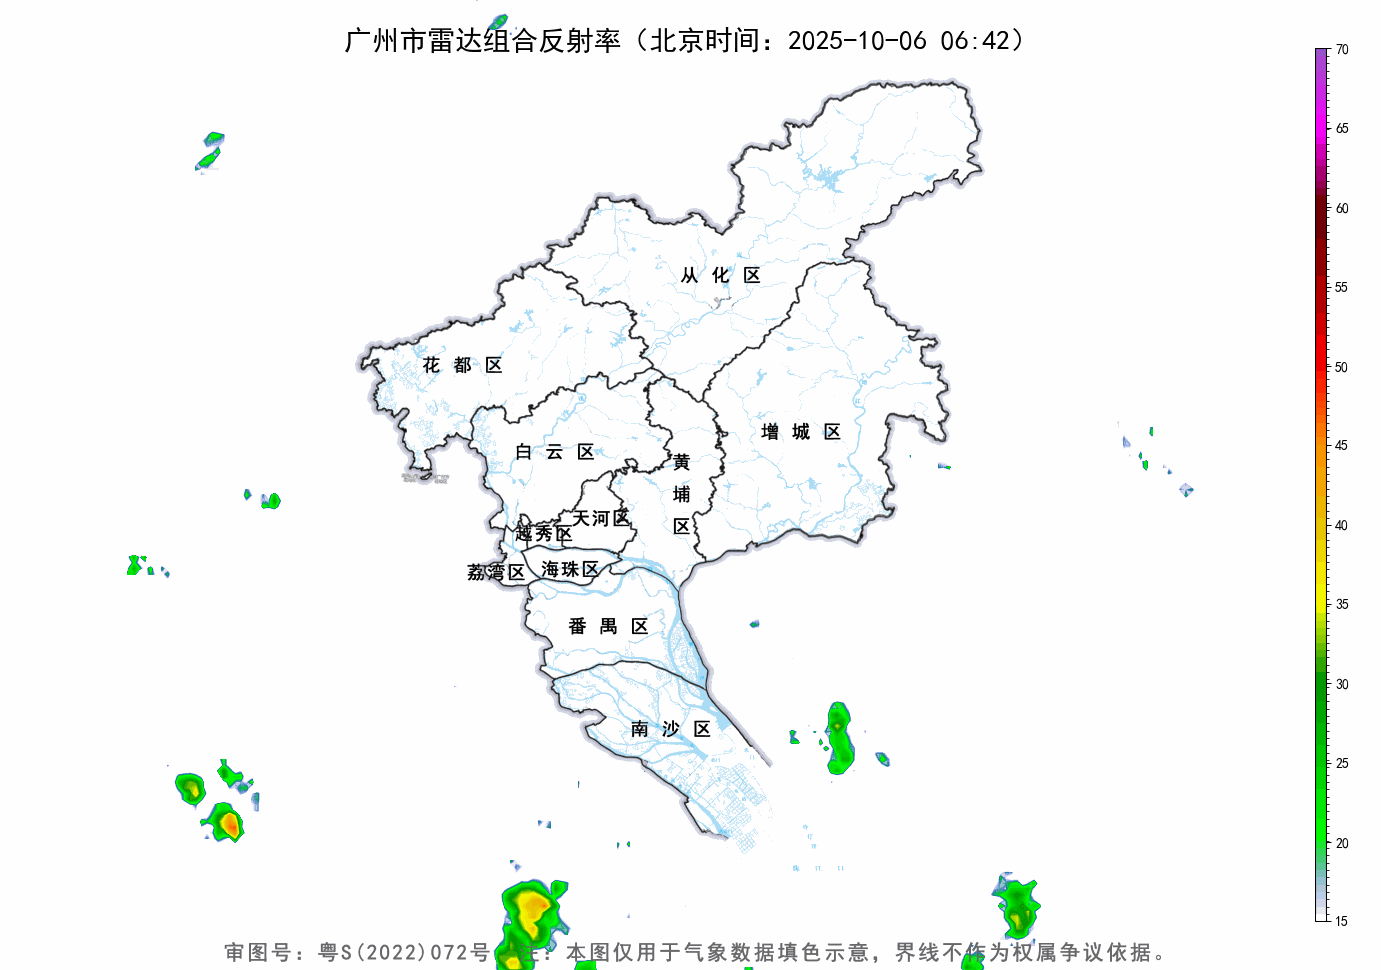 广州市雷达组合反射率（北京时间：2025-10-06 06:42）
70
65
60
55
50
45
40
35
30
25
20
15
从 化 区
花 都 区
增 城 区
白 云 区
黄
埔
区
天河区
越秀区
荔湾区
海珠区
番 禺 区
南 沙 区
审图号：粤S(2022)072号 注：本图仅用于气象数据填色示意，界线不作为权属争议依据。